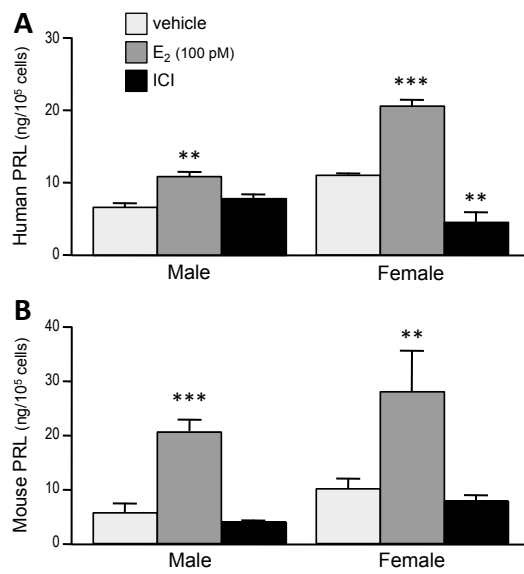 A
vehicle
E₂ (100 pM)
ICI
Human PRL (ng/10⁵ cells)
30
20
10
0
**
***
**
Male
Female
B
Mouse PRL (ng/10⁵ cells)
40
30
20
10
0
***
**
Male
Female